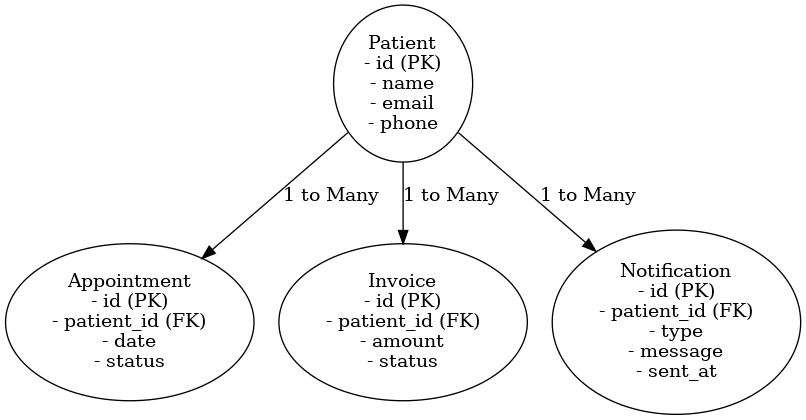 Patient
- id (PK)
- name
- email
- phone
1 to Many
1 to Many
1 to Many
Appointment
- id (PK)
- patient_id (FK)
- date
- status
Invoice
- id (PK)
- patient_id (FK)
- amount
- status
Notification
- id (PK)
- patient_id (FK)
- type
- message
- sent_at